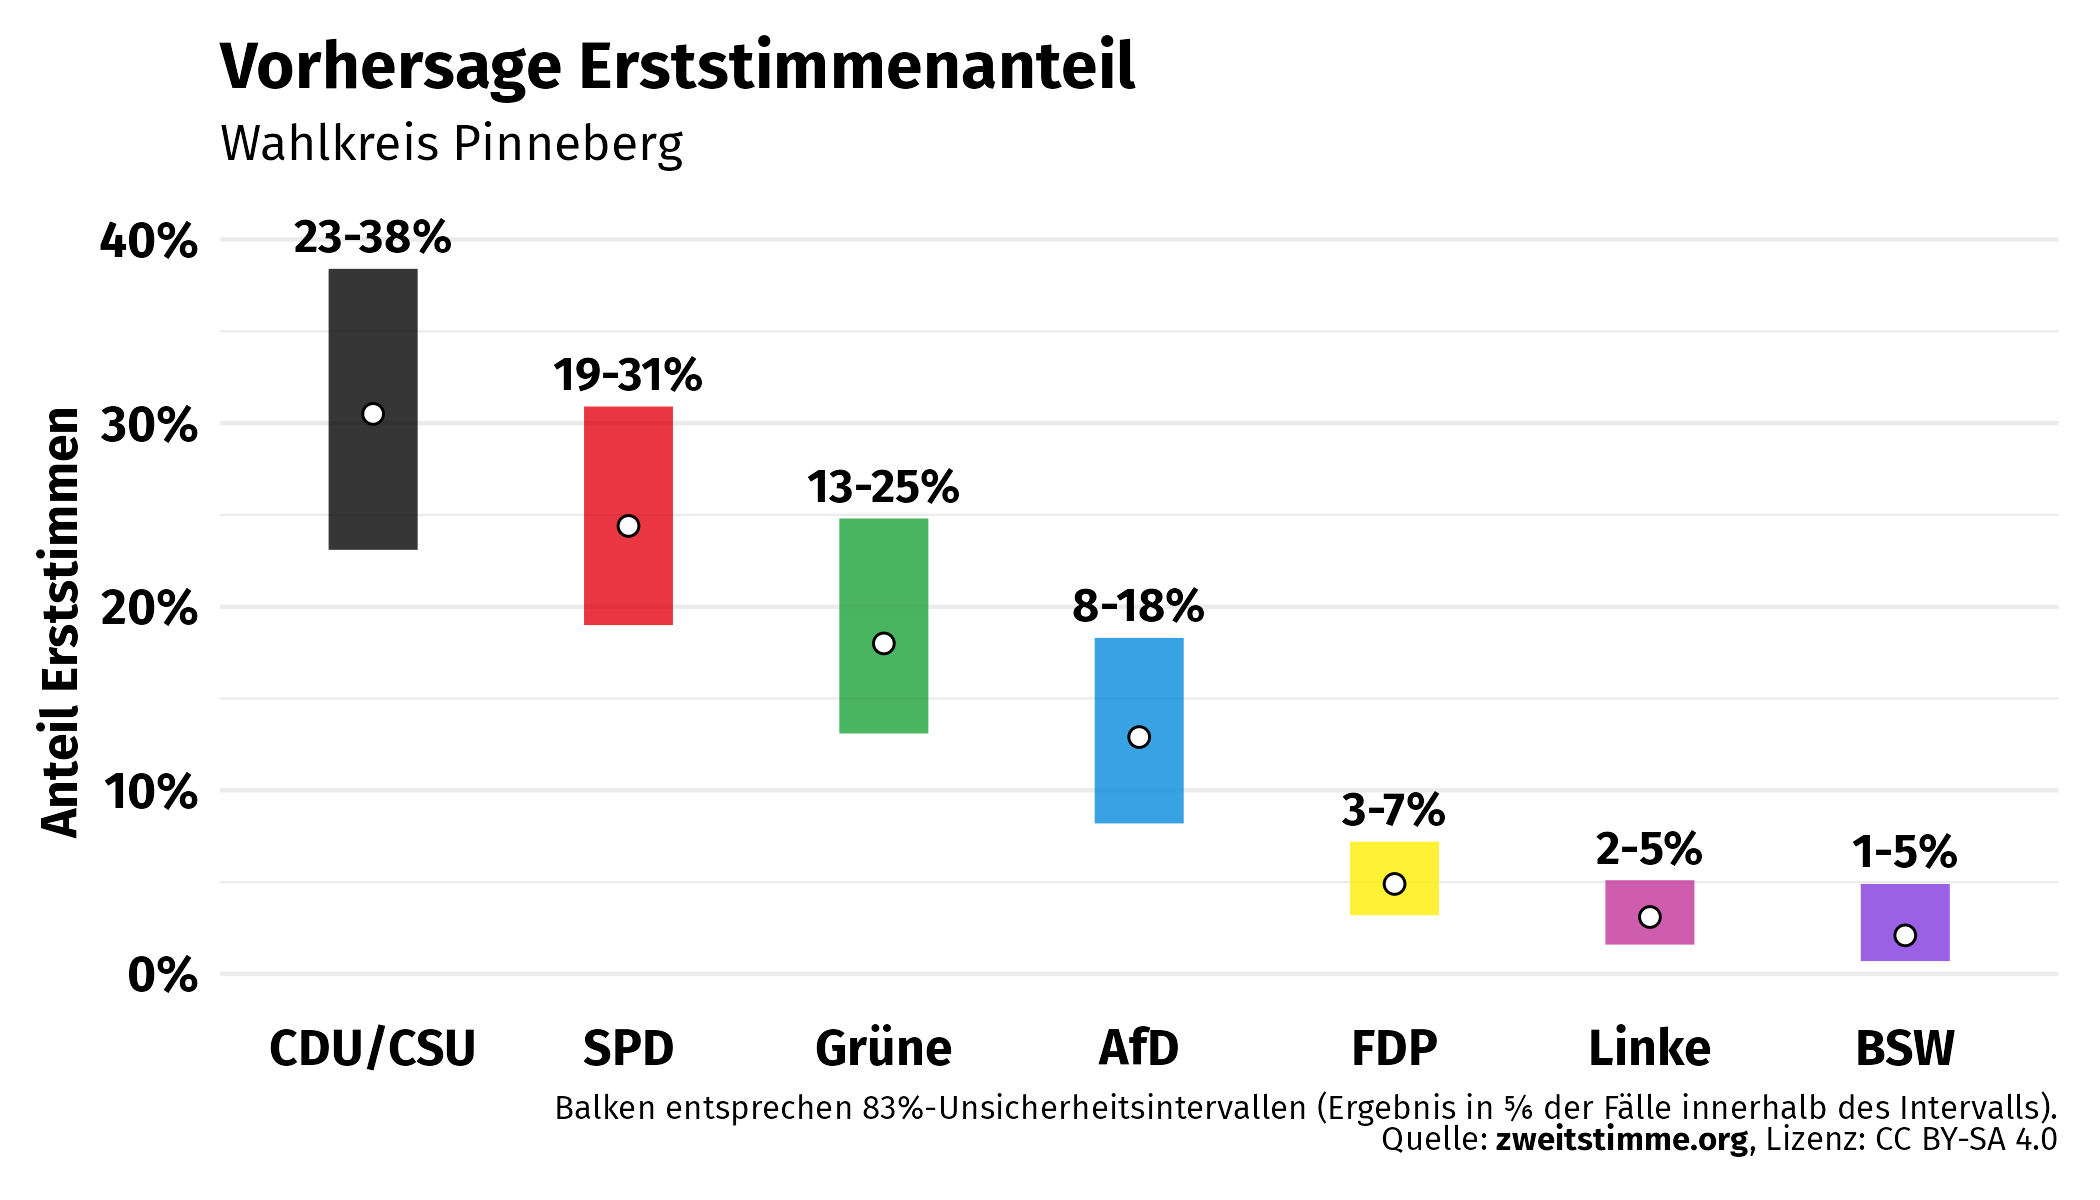 Vorhersage Erststimmenanteil
Wahlkreis Pinneberg
Anteil Erststimmen
40%
30%
20%
10%
0%
23-38%
19-31%
13-25%
8-18%
3-7%
2-5%
1-5%
CDU/CSU SPD Grüne AfD FDP Linke BSW
Balken entsprechen 83%-Unsicherheitsintervallen (Ergebnis in ⅚ der Fälle innerhalb des Intervalls).
Quelle: zweitstimme.org, Lizenz: CC BY-SA 4.0